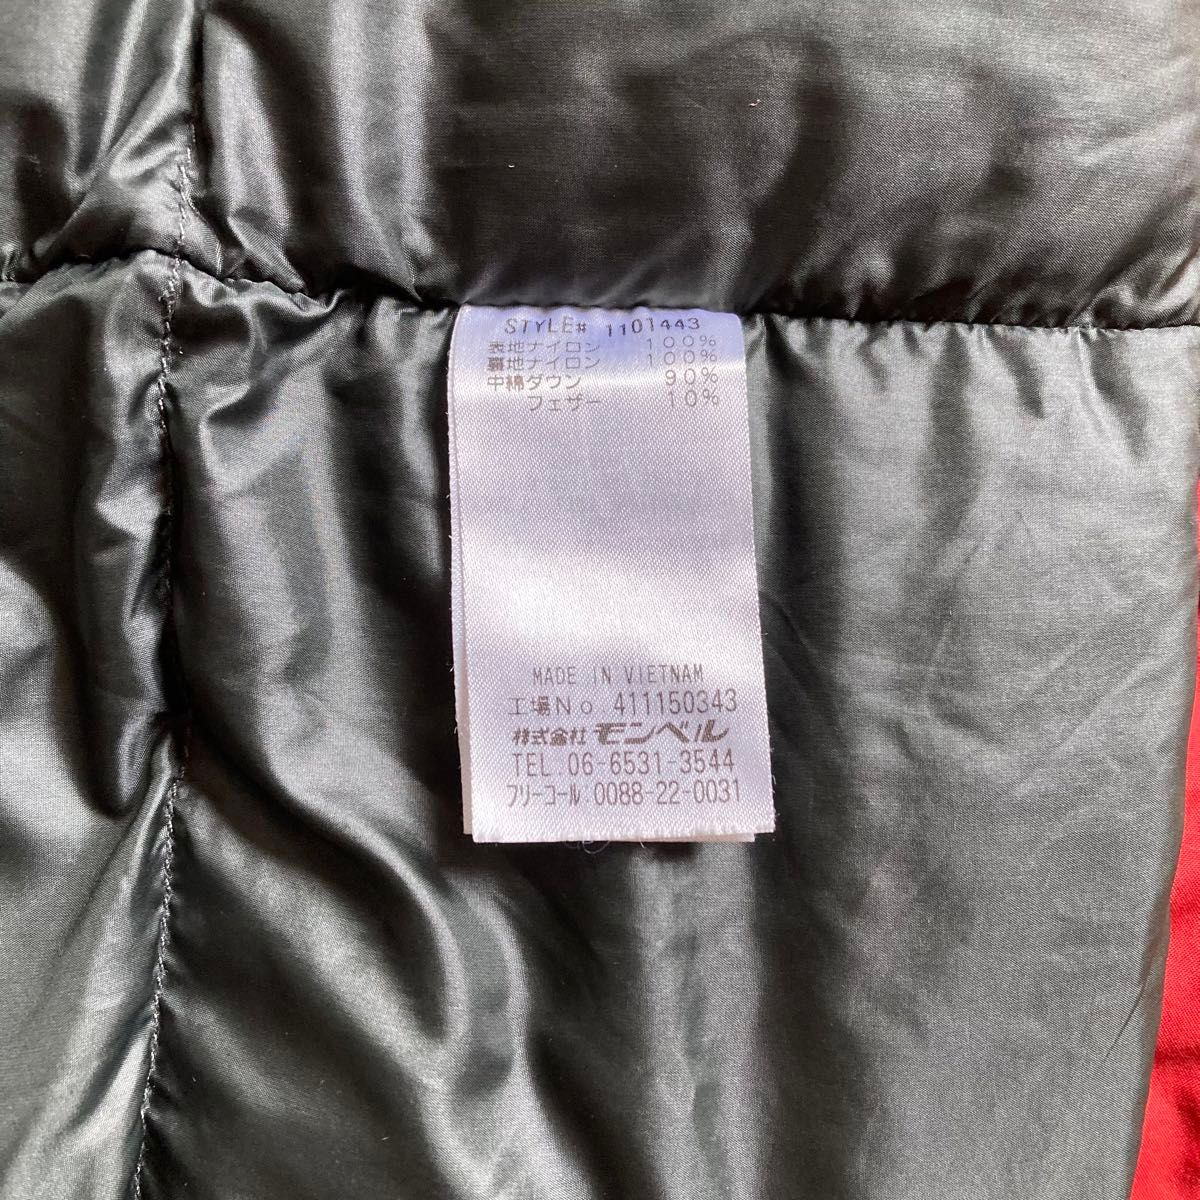 STYLE# 1101443
表地ナイロン 100%
裏地ナイロン 100%
中綿ダウン 90%
フェザー 10%
MADE IN VIETNAM
工場No. 411150343
株式会社 モンベル
TEL 06-6531-3544
フリーコール 0088-22-0031